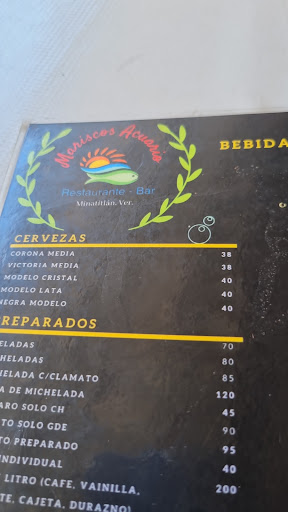 Mariscos Acuario
Restaurante - Bar
Minatitlán, Ver.
BEBIDA
CERVEZAS
CORONA MEDIA 38
VICTORIA MEDIA 38
MODELO CRISTAL 40
MODELO LATA 40
NEGRA MODELO 40
REPARADOS
ELADAS 70
HELADAS 80
HELADA C/CLAMATO 85
A DE MICHELADA 120
ARO SOLO CH 45
TO SOLO GDE 90
TO PREPARADO 95
INDIVIDUAL 40
LITRO (CAFE, VAINILLA, 200
TE, CAJETA, DURAZNO)